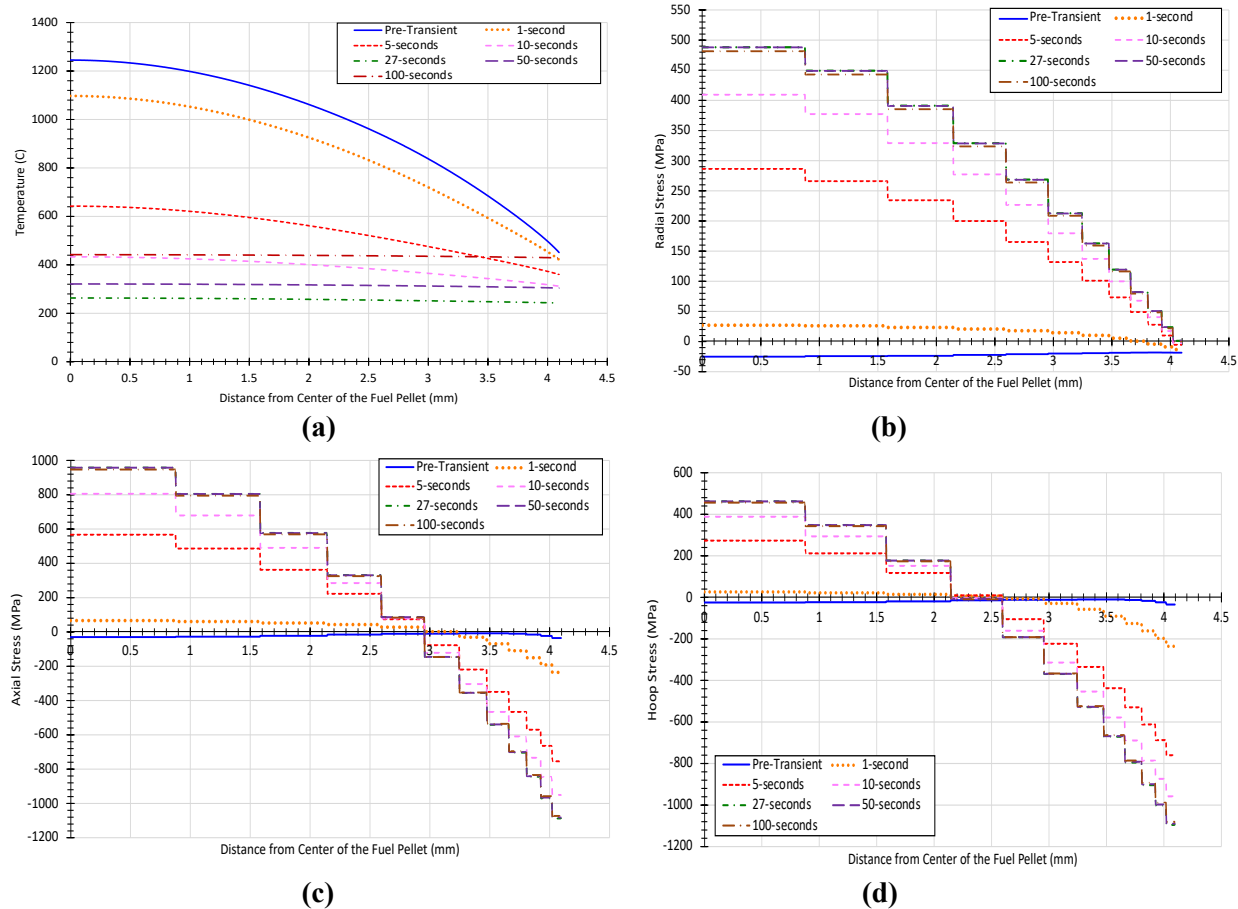 1400
1200
1000
800
600
400
200
0
0 0.5 1 1.5 2 2.5 3 3.5 4 4.5
Temperature (C)
Distance from Center of the Fuel Pellet (mm)
Pre-Transient 1-second
5-seconds 10-seconds
27-seconds 50-seconds
100-seconds
(a)
550
500
450
400
350
300
250
200
150
100
50
0
-50
0 0.5 1 1.5 2 2.5 3 3.5 4 4.5
Radial Stress (MPa)
Distance from Center of the Fuel Pellet (mm)
Pre-Transient 1-second
5-seconds 10-seconds
27-seconds 50-seconds
100-seconds
(b)
1000
800
600
400
200
0
-200
-400
-600
-800
-1000
-1200
0 0.5 1 1.5 2 2.5 3 3.5 4 4.5
Axial Stress (MPa)
Distance from Center of the Fuel Pellet (mm)
Pre-Transient 1-second
5-seconds 10-seconds
27-seconds 50-seconds
100-seconds
(c)
600
400
200
0
-200
-400
-600
-800
-1000
-1200
0 0.5 1 1.5 2 2.5 3 3.5 4 4.5
Hoop Stress (MPa)
Pre-Transient 1-second
5-seconds 10-seconds
27-seconds 50-seconds
100-seconds
Distance from Center of the Fuel Pellet (mm)
(d)